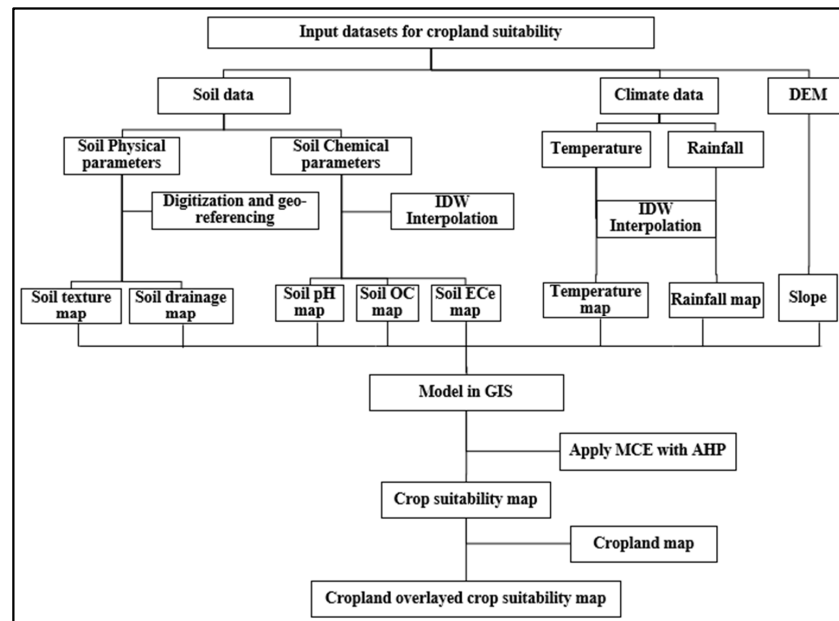 Input datasets for cropland suitability
Soil data
Climate data
DEM
Soil Physical
parameters
Soil Chemical
parameters
Temperature
Rainfall
Digitization and geo-
referencing
IDW
Interpolation
IDW
Interpolation
Soil texture
map
Soil drainage
map
Soil pH
map
Soil OC
map
Soil ECe
map
Temperature
map
Rainfall map
Slope
Model in GIS
Apply MCE with AHP
Crop suitability map
Cropland map
Cropland overlayed crop suitability map